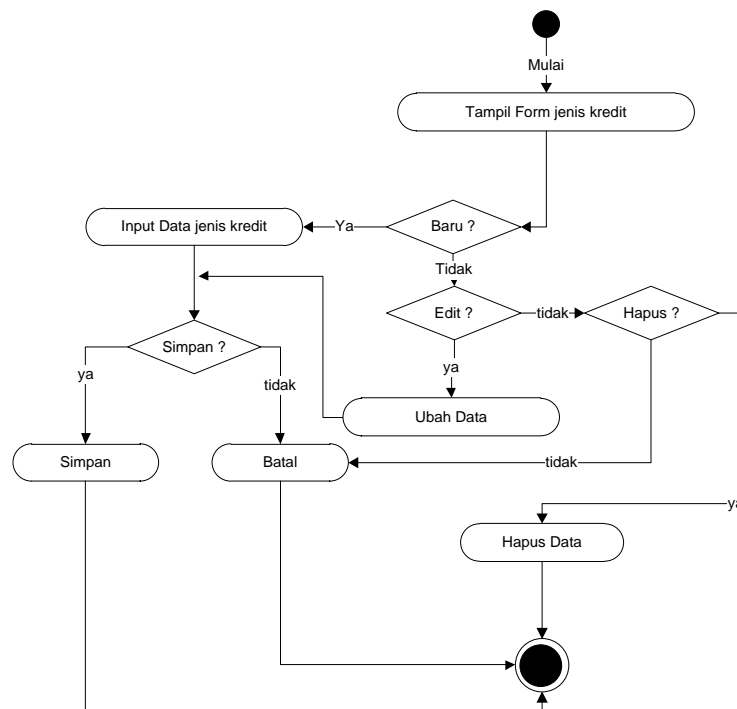 Mulai
Tampil Form jenis kredit
Input Data jenis kredit
Ya
Baru ?
Tidak
Edit ?
tidak
Hapus ?
Simpan ?
ya
tidak
ya
Ubah Data
Simpan
Batal
tidak
ya
Hapus Data